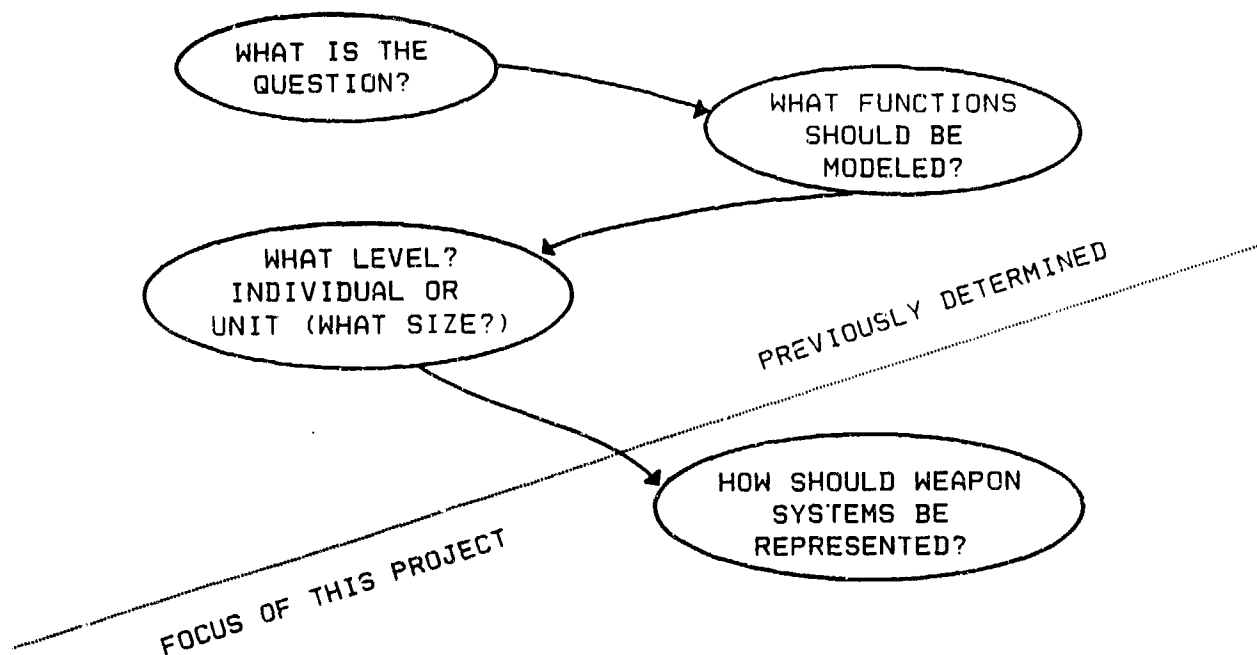 WHAT IS THE
QUESTION?
WHAT FUNCTIONS
SHOULD BE
MODELED?
WHAT LEVEL?
INDIVIDUAL OR
UNIT (WHAT SIZE?)
PREVIOUSLY DETERMINED
HOW SHOULD WEAPON
SYSTEMS BE
REPRESENTED?
FOCUS OF THIS PROJECT